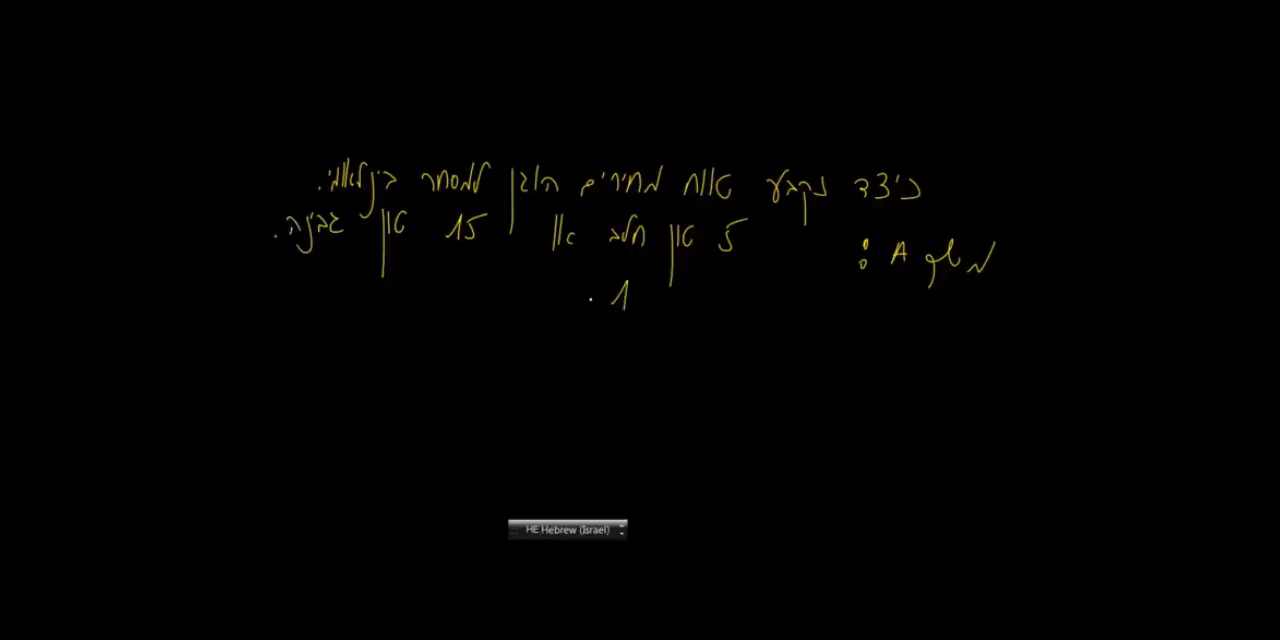 כיצד נקבע טווח מחירים הוגן למסחר בינלאומי.
משק A :
5 טון חלב או 15 טון גבינה.
1
HE Hebrew (Israel)